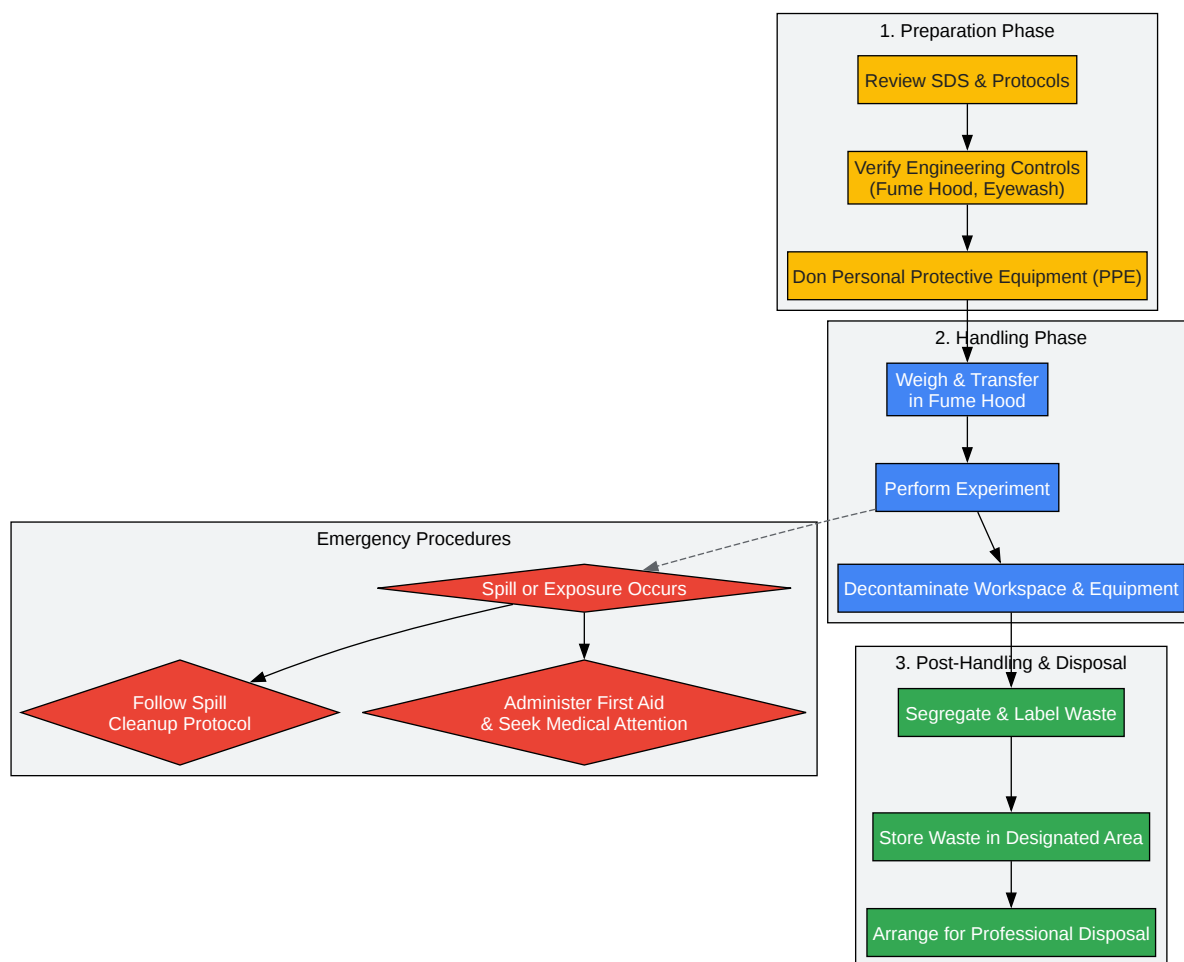 1. Preparation Phase
Review SDS & Protocols
Verify Engineering Controls
(Fume Hood, Eyewash)
Don Personal Protective Equipment (PPE)
2. Handling Phase
Weigh & Transfer
in Fume Hood
Perform Experiment
Decontaminate Workspace & Equipment
Emergency Procedures
Spill or Exposure Occurs
Follow Spill
Cleanup Protocol
Administer First Aid
& Seek Medical Attention
3. Post-Handling & Disposal
Segregate & Label Waste
Store Waste in Designated Area
Arrange for Professional Disposal